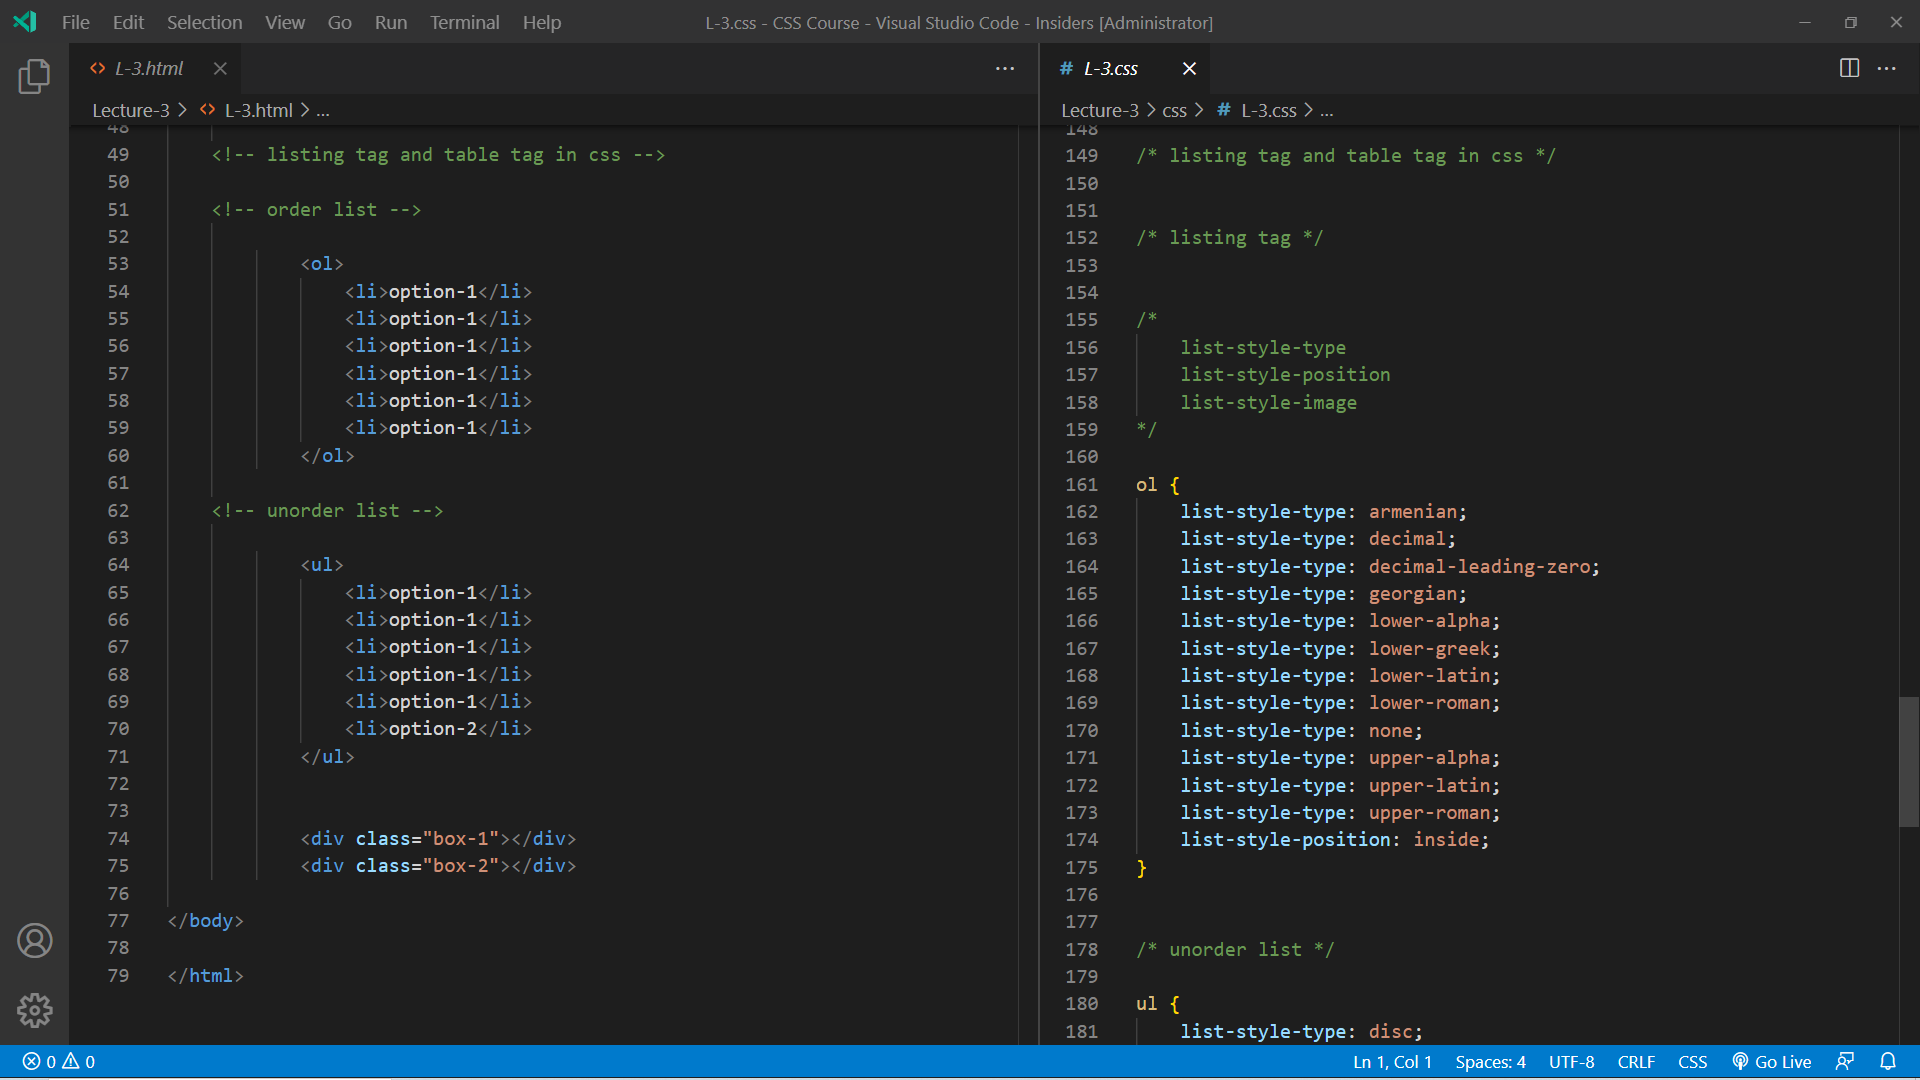 File Edit Selection View Go Run Terminal Help L-3.css - CSS Course - Visual Studio Code - Insiders [Administrator]
L-3.html
Lecture-3 > L-3.html > ...
48
49 <!-- listing tag and table tag in css -->
50
51 <!-- order list -->
52
53 <ol>
54 <li>option-1</li>
55 <li>option-1</li>
56 <li>option-1</li>
57 <li>option-1</li>
58 <li>option-1</li>
59 <li>option-1</li>
60 </ol>
61
62 <!-- unorder list -->
63
64 <ul>
65 <li>option-1</li>
66 <li>option-1</li>
67 <li>option-1</li>
68 <li>option-1</li>
69 <li>option-1</li>
70 <li>option-2</li>
71 </ul>
72
73
74 <div class="box-1"></div>
75 <div class="box-2"></div>
76
77 </body>
78
79 </html>
# L-3.css
Lecture-3 > css > # L-3.css > ...
148
149 /* listing tag and table tag in css */
150
151
152 /* listing tag */
153
154
155 /*
156 list-style-type
157 list-style-position
158 list-style-image
159 */
160
161 ol {
162 list-style-type: armenian;
163 list-style-type: decimal;
164 list-style-type: decimal-leading-zero;
165 list-style-type: georgian;
166 list-style-type: lower-alpha;
167 list-style-type: lower-greek;
168 list-style-type: lower-latin;
169 list-style-type: lower-roman;
170 list-style-type: none;
171 list-style-type: upper-alpha;
172 list-style-type: upper-latin;
173 list-style-type: upper-roman;
174 list-style-position: inside;
175 }
176
177
178 /* unorder list */
179
180 ul {
181 list-style-type: disc;
0 0 Ln 1, Col 1 Spaces: 4 UTF-8 CRLF CSS Go Live